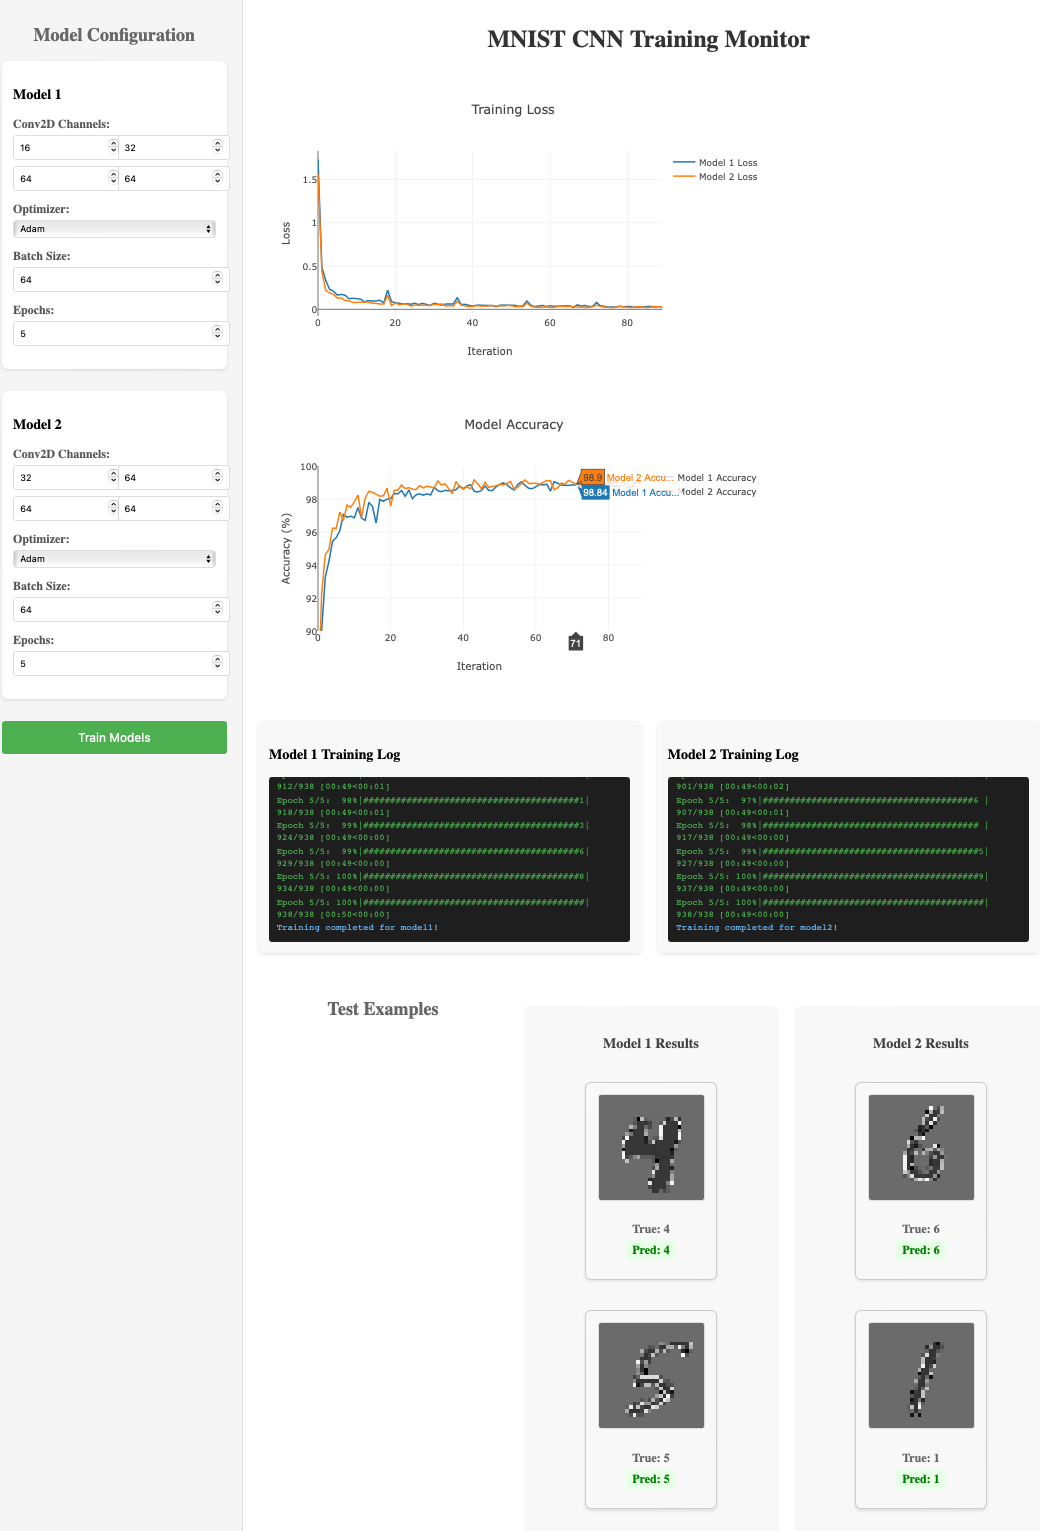 Model Configuration
Model 1
Conv2D Channels:
16 32
64 64
Optimizer:
Adam
Batch Size:
64
Epochs:
5
Model 2
Conv2D Channels:
32 64
64 64
Optimizer:
Adam
Batch Size:
64
Epochs:
5
Train Models
MNIST CNN Training Monitor
Training Loss
Model 1 Loss
Model 2 Loss
1.5
1
0.5
0
Loss
0 20 40 60 80
Iteration
Model Accuracy
100
98
96
94
92
90
Accuracy (%)
98.9 Model 2 Accu... Model 1 Accuracy
98.84 Model 1 Accu... Model 2 Accuracy
0 20 40 60 80
71
Iteration
Model 1 Training Log
912/938 [00:49<00:01]
Epoch 5/5:  98%|########################################1|
918/938 [00:49<00:01]
Epoch 5/5:  99%|########################################3|
924/938 [00:49<00:00]
Epoch 5/5:  99%|########################################6|
929/938 [00:49<00:00]
Epoch 5/5: 100%|########################################8|
934/938 [00:49<00:00]
Epoch 5/5: 100%|#########################################|
938/938 [00:50<00:00]
Training completed for model1!
Model 2 Training Log
901/938 [00:49<00:02]
Epoch 5/5:  97%|#######################################6 |
907/938 [00:49<00:01]
Epoch 5/5:  98%|######################################## |
917/938 [00:49<00:00]
Epoch 5/5:  99%|########################################5|
927/938 [00:49<00:00]
Epoch 5/5: 100%|########################################9|
937/938 [00:49<00:00]
Epoch 5/5: 100%|#########################################|
938/938 [00:49<00:00]
Training completed for model2!
Test Examples
Model 1 Results
4
True: 4
Pred: 4
5
True: 5
Pred: 5
Model 2 Results
6
True: 6
Pred: 6
1
True: 1
Pred: 1